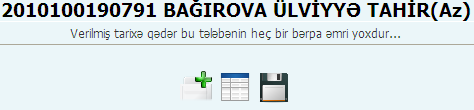 2010100190791 BAĞIROVA ÜLVİYYƏ TAHİR(Az)
Verilmiş tarixə qədər bu tələbənin heç bir bərpa əmri yoxdur...